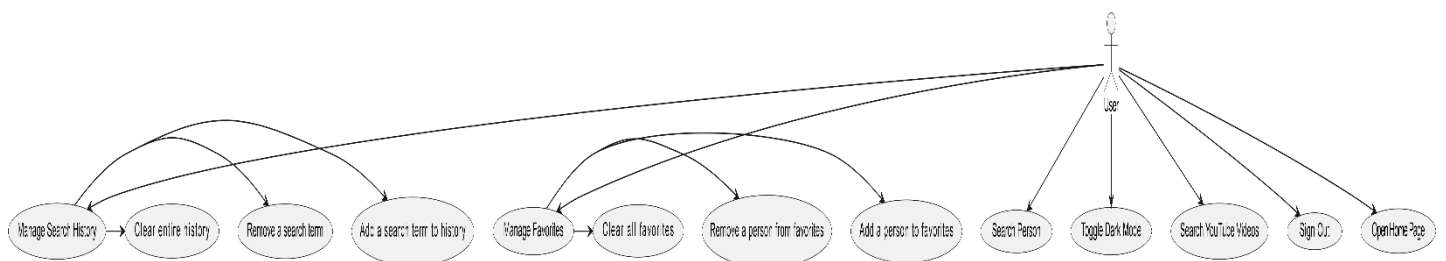 User
Manage Search History
Clear entire history
Remove a search term
Add a search term to history
Manage Favorites
Clear all favorites
Remove a person from favorites
Add a person to favorites
Search Person
Toggle Dark Mode
Search YouTube Videos
Sign Out
Open Home Page